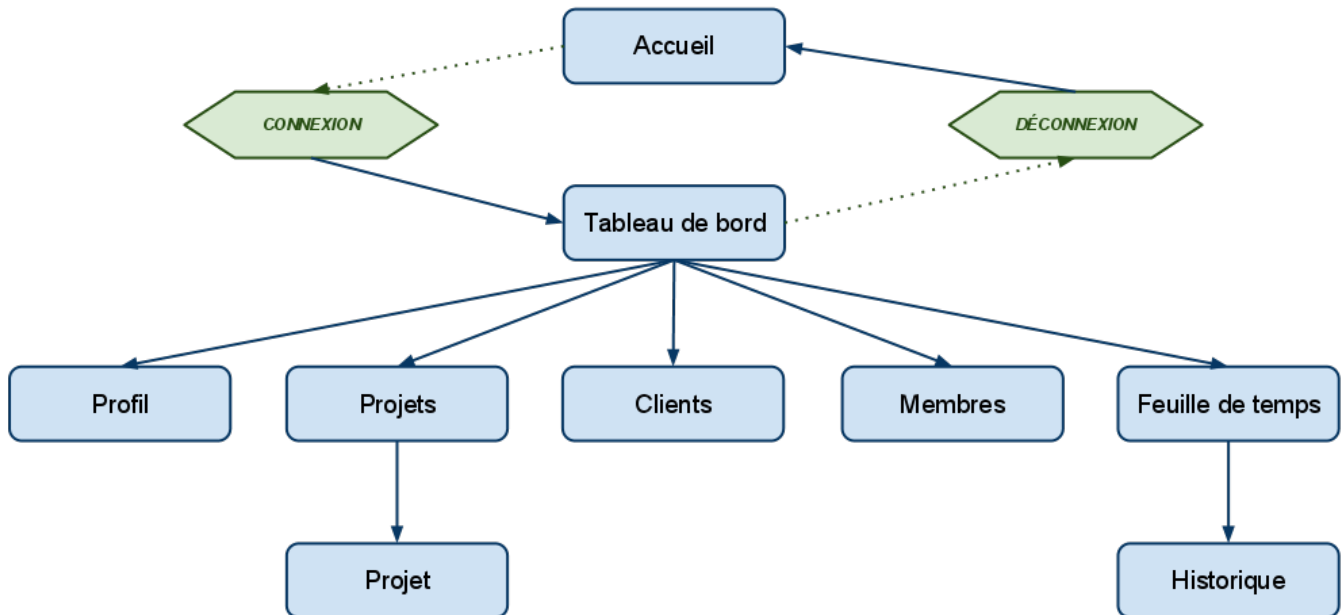 Accueil
CONNEXION
DÉCONNEXION
Tableau de bord
Profil
Projets
Clients
Membres
Feuille de temps
Projet
Historique